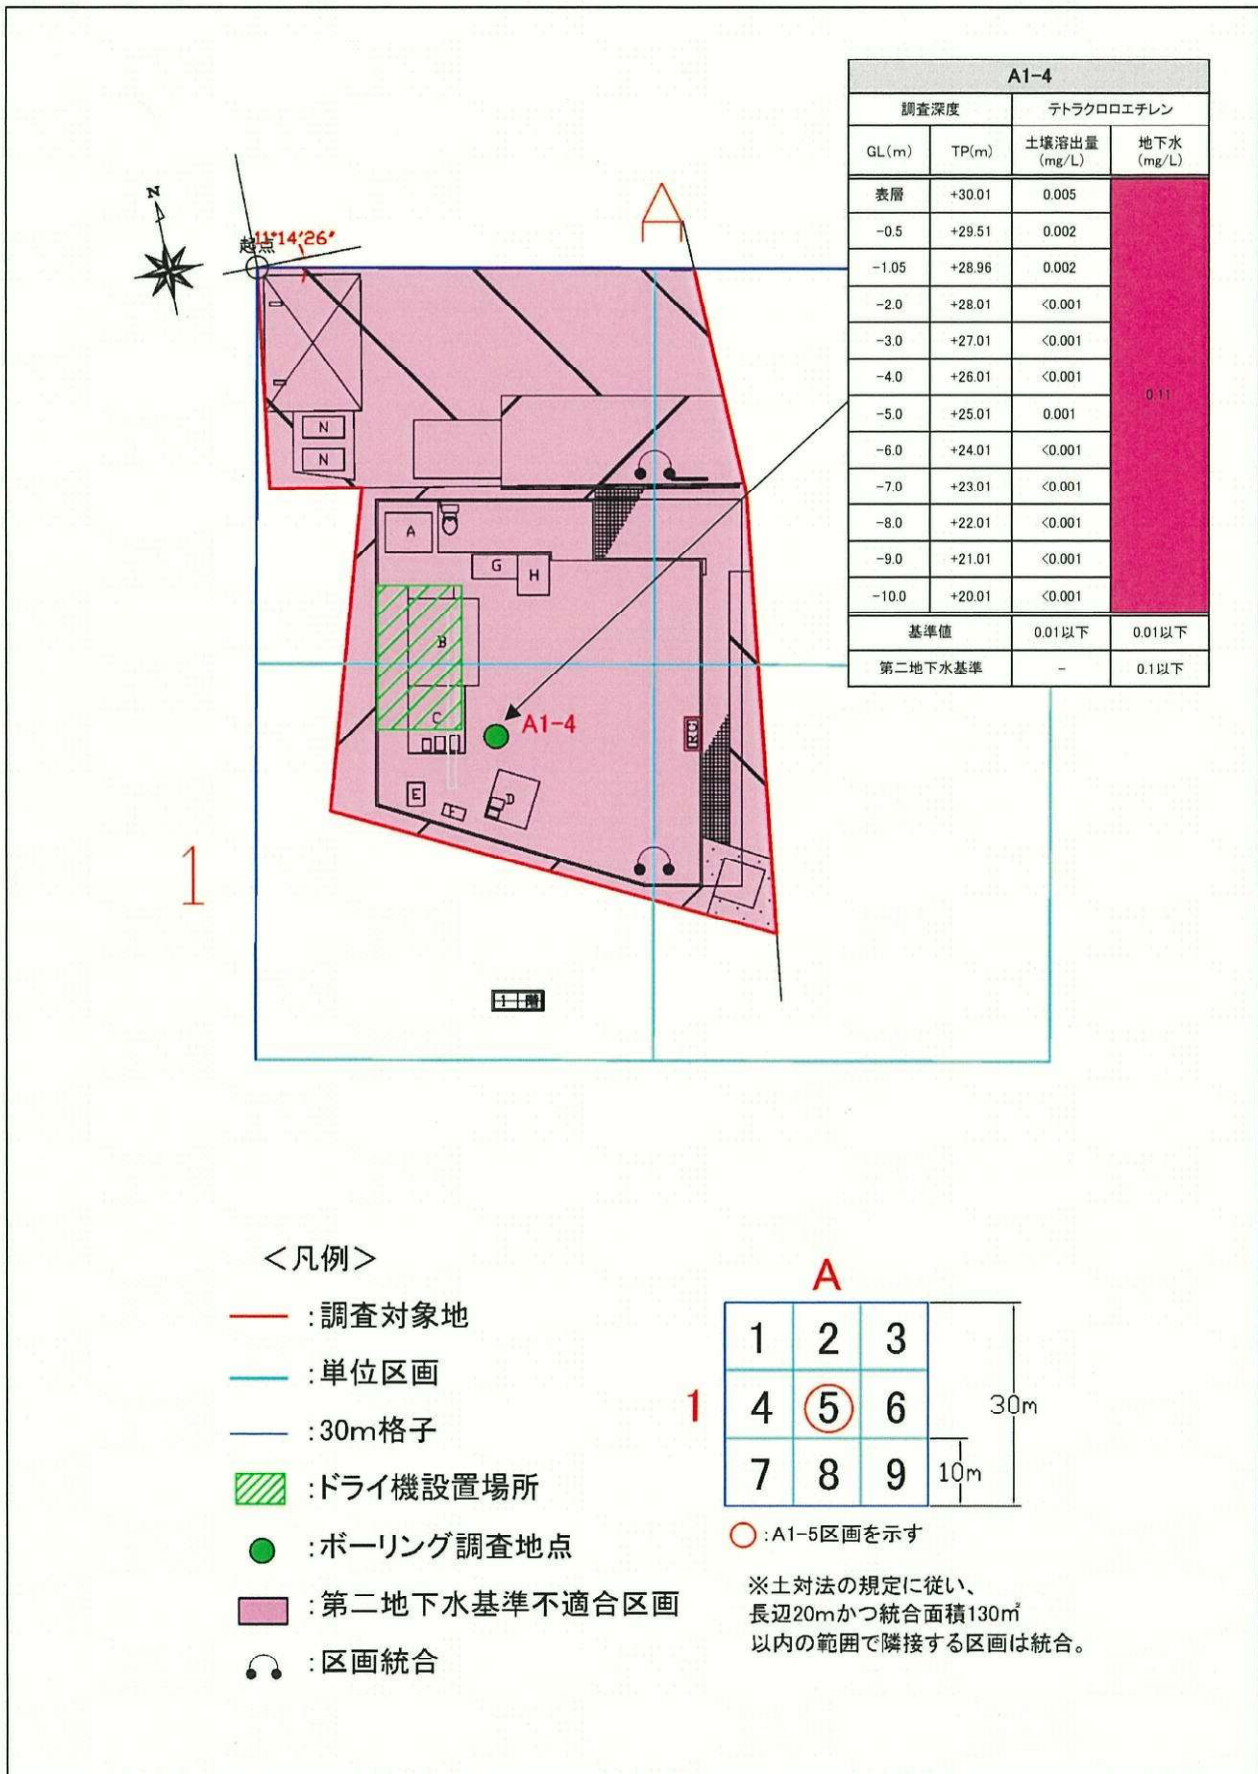 A1-4
調査深度 テトラクロロエチレン
GL(m) TP(m) 土壌溶出量(mg/L) 地下水(mg/L)
表層 +30.01 0.005
-0.5 +29.51 0.002
-1.05 +28.96 0.002
-2.0 +28.01 <0.001
-3.0 +27.01 <0.001
-4.0 +26.01 <0.001
0.11
-5.0 +25.01 0.001
-6.0 +24.01 <0.001
-7.0 +23.01 <0.001
-8.0 +22.01 <0.001
-9.0 +21.01 <0.001
-10.0 +20.01 <0.001
基準値 0.01以下 0.01以下
第二地下水基準 - 0.1以下
N
起点
11°14'26"
A
N
N
A
G
H
B
C
A1-4
RC
E
F
D
1
1階
<凡例>
:調査対象地
:単位区画
:30m格子
:ドライ機設置場所
:ボーリング調査地点
:第二地下水基準不適合区画
:区画統合
A
1 2 3
1 4 5 6
7 8 9
30m
10m
:A1-5区画を示す
※土対法の規定に従い、
長辺20mかつ統合面積130㎡
以内の範囲で隣接する区画は統合。